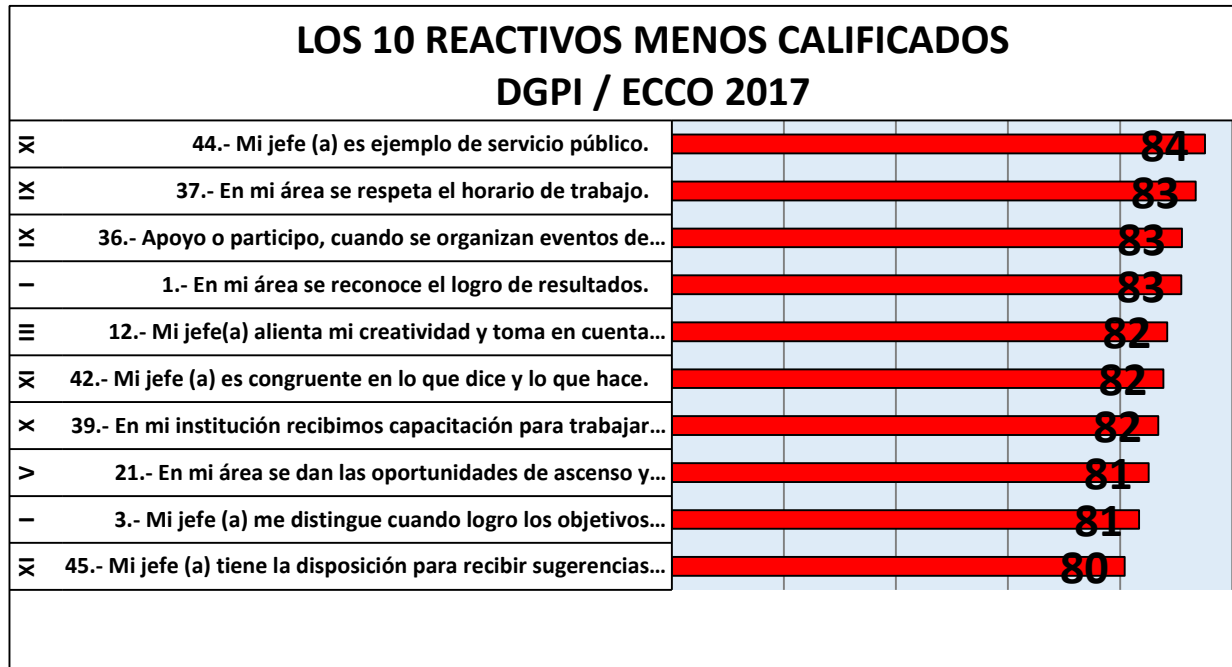 LOS 10 REACTIVOS MENOS CALIFICADOS
DGPI / ECCO 2017
XI 44.- Mi jefe (a) es ejemplo de servicio público. 84
IX 37.- En mi área se respeta el horario de trabajo. 83
IX 36.- Apoyo o participo, cuando se organizan eventos de... 83
I 1.- En mi área se reconoce el logro de resultados. 83
III 12.- Mi jefe(a) alienta mi creatividad y toma en cuenta... 82
XI 42.- Mi jefe (a) es congruente en lo que dice y lo que hace. 82
X 39.- En mi institución recibimos capacitación para trabajar... 82
V 21.- En mi área se dan las oportunidades de ascenso y... 81
I 3.- Mi jefe (a) me distingue cuando logro los objetivos... 81
XI 45.- Mi jefe (a) tiene la disposición para recibir sugerencias... 80